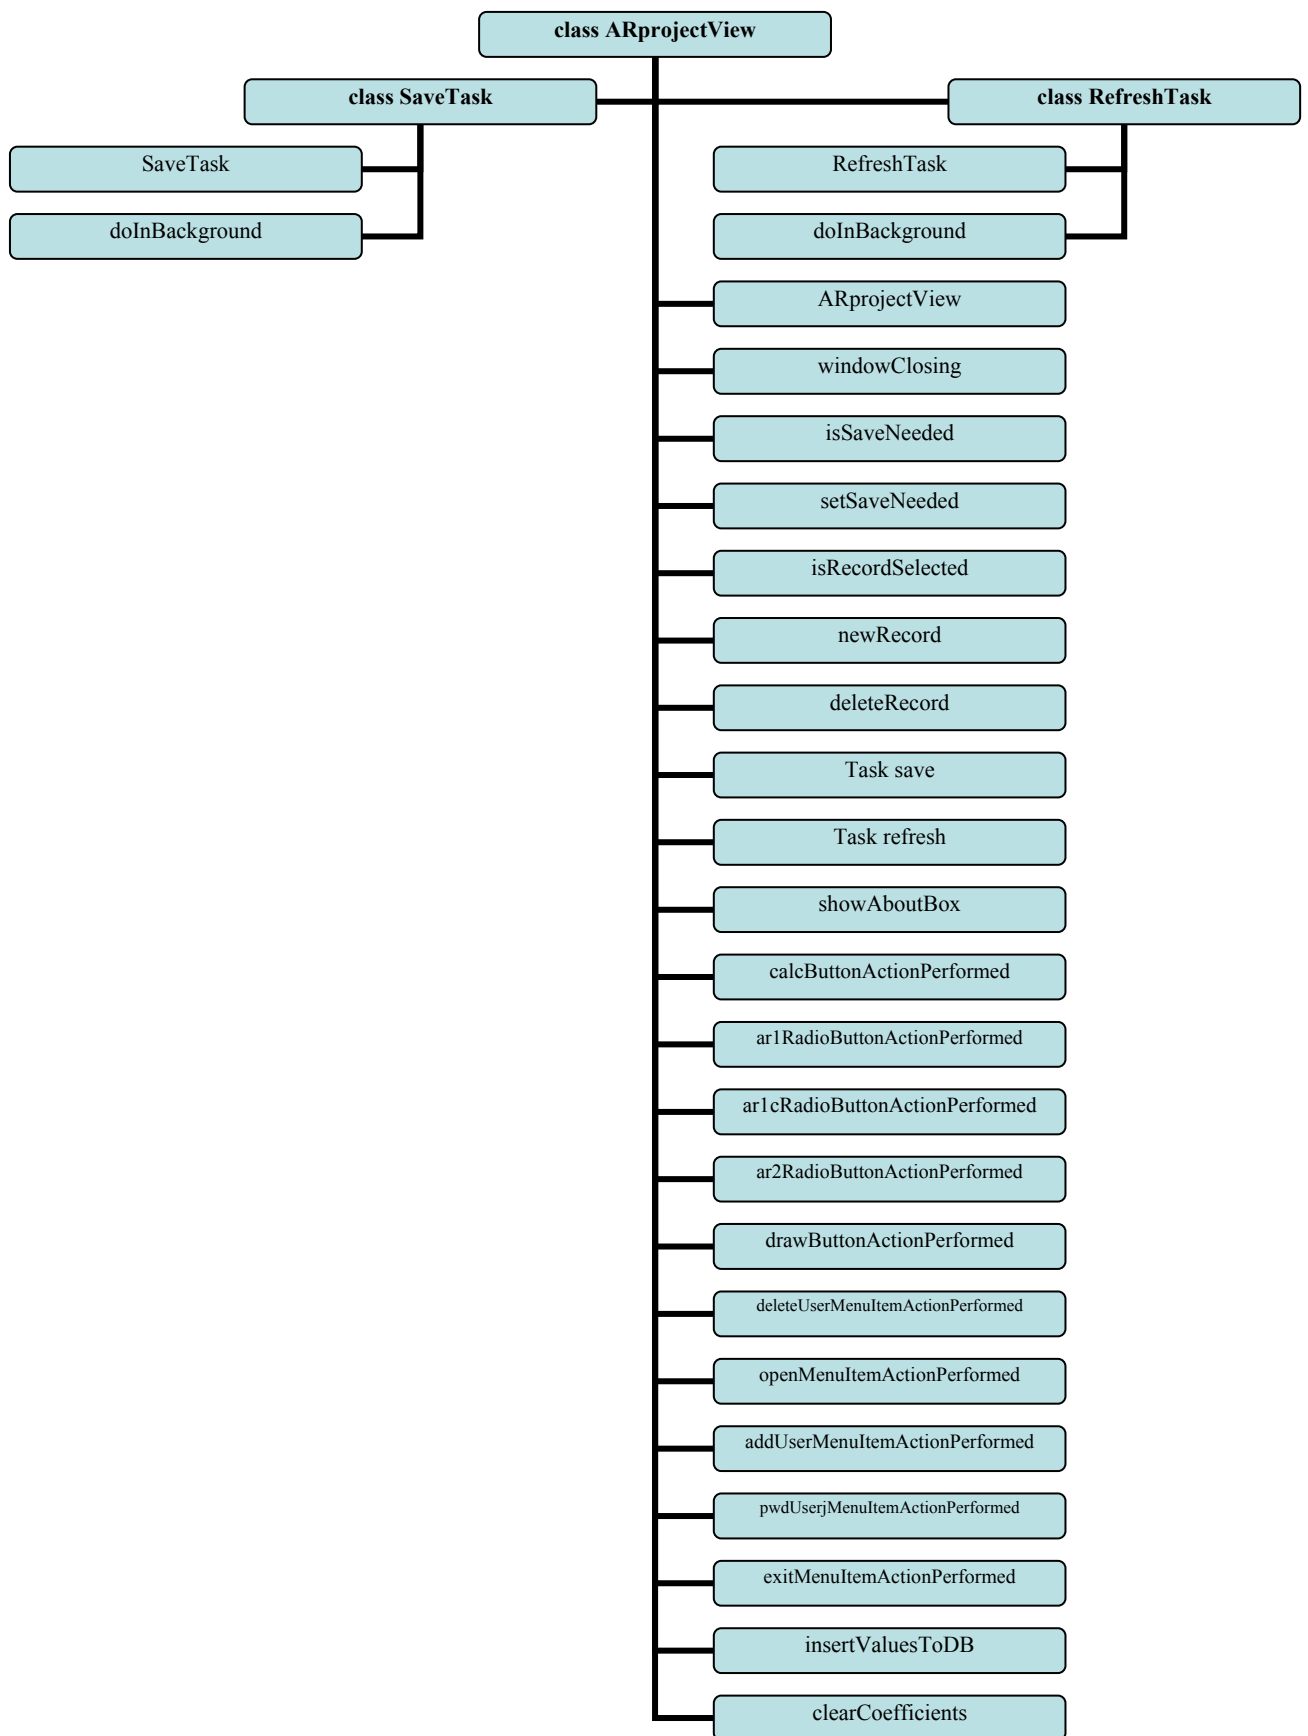 class ARprojectView
class SaveTask
class RefreshTask
SaveTask
RefreshTask
doInBackground
doInBackground
ARprojectView
windowClosing
isSaveNeeded
setSaveNeeded
isRecordSelected
newRecord
deleteRecord
Task save
Task refresh
showAboutBox
calcButtonActionPerformed
ar1RadioButtonActionPerformed
ar1cRadioButtonActionPerformed
ar2RadioButtonActionPerformed
drawButtonActionPerformed
deleteUserMenuItemActionPerformed
openMenuItemActionPerformed
addUserMenuItemActionPerformed
pwdUserjMenuItemActionPerformed
exitMenuItemActionPerformed
insertValuesToDB
clearCoefficients